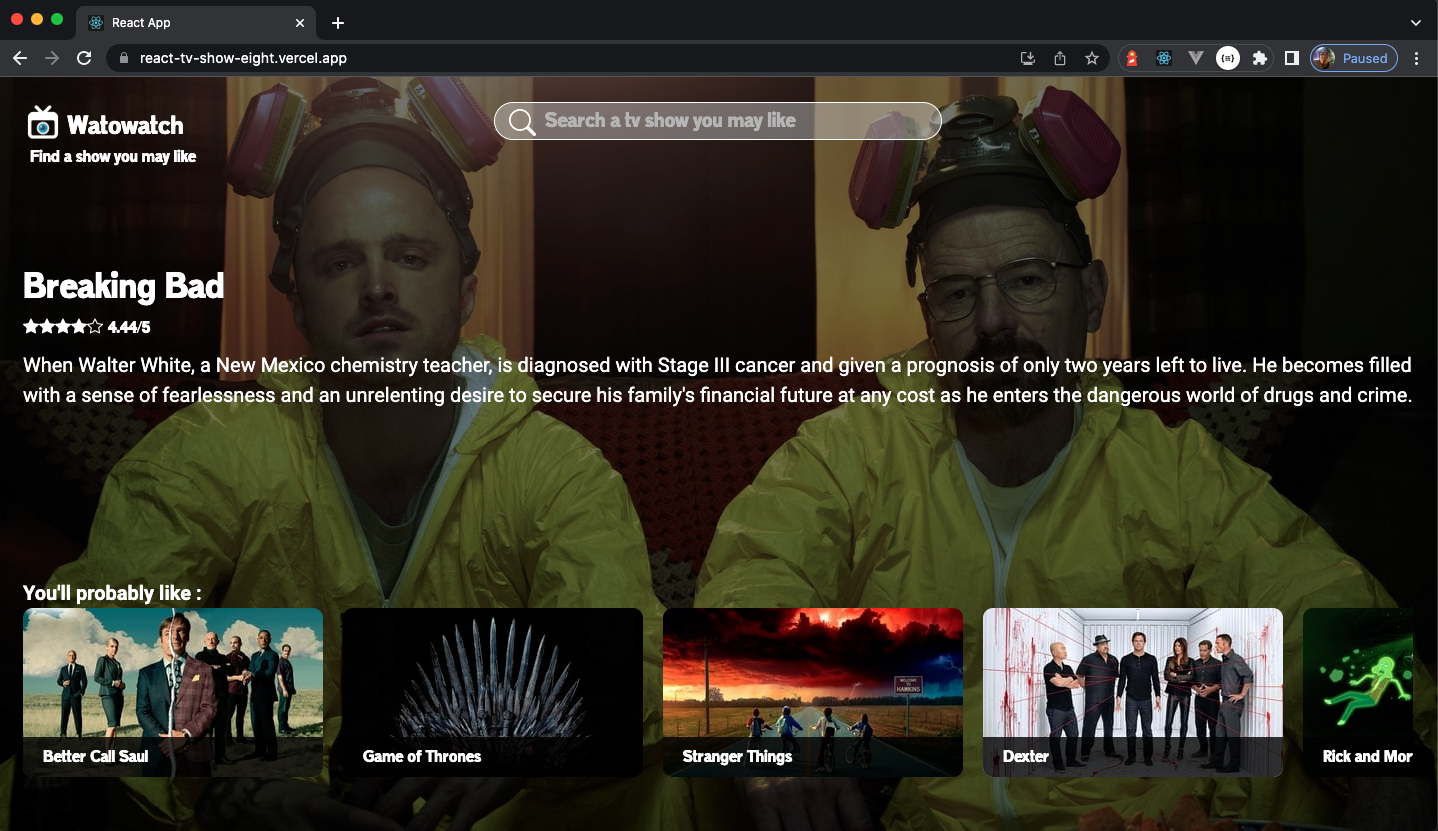 React App
react-tv-show-eight.vercel.app
Paused
Watowatch
Find a show you may like
Search a tv show you may like
Breaking Bad
4.44/5
When Walter White, a New Mexico chemistry teacher, is diagnosed with Stage III cancer and given a prognosis of only two years left to live. He becomes filled
with a sense of fearlessness and an unrelenting desire to secure his family's financial future at any cost as he enters the dangerous world of drugs and crime.
You'll probably like :
WELCOME TO
HAWKINS
Better Call Saul
Game of Thrones
Stranger Things
Dexter
Rick and Mor